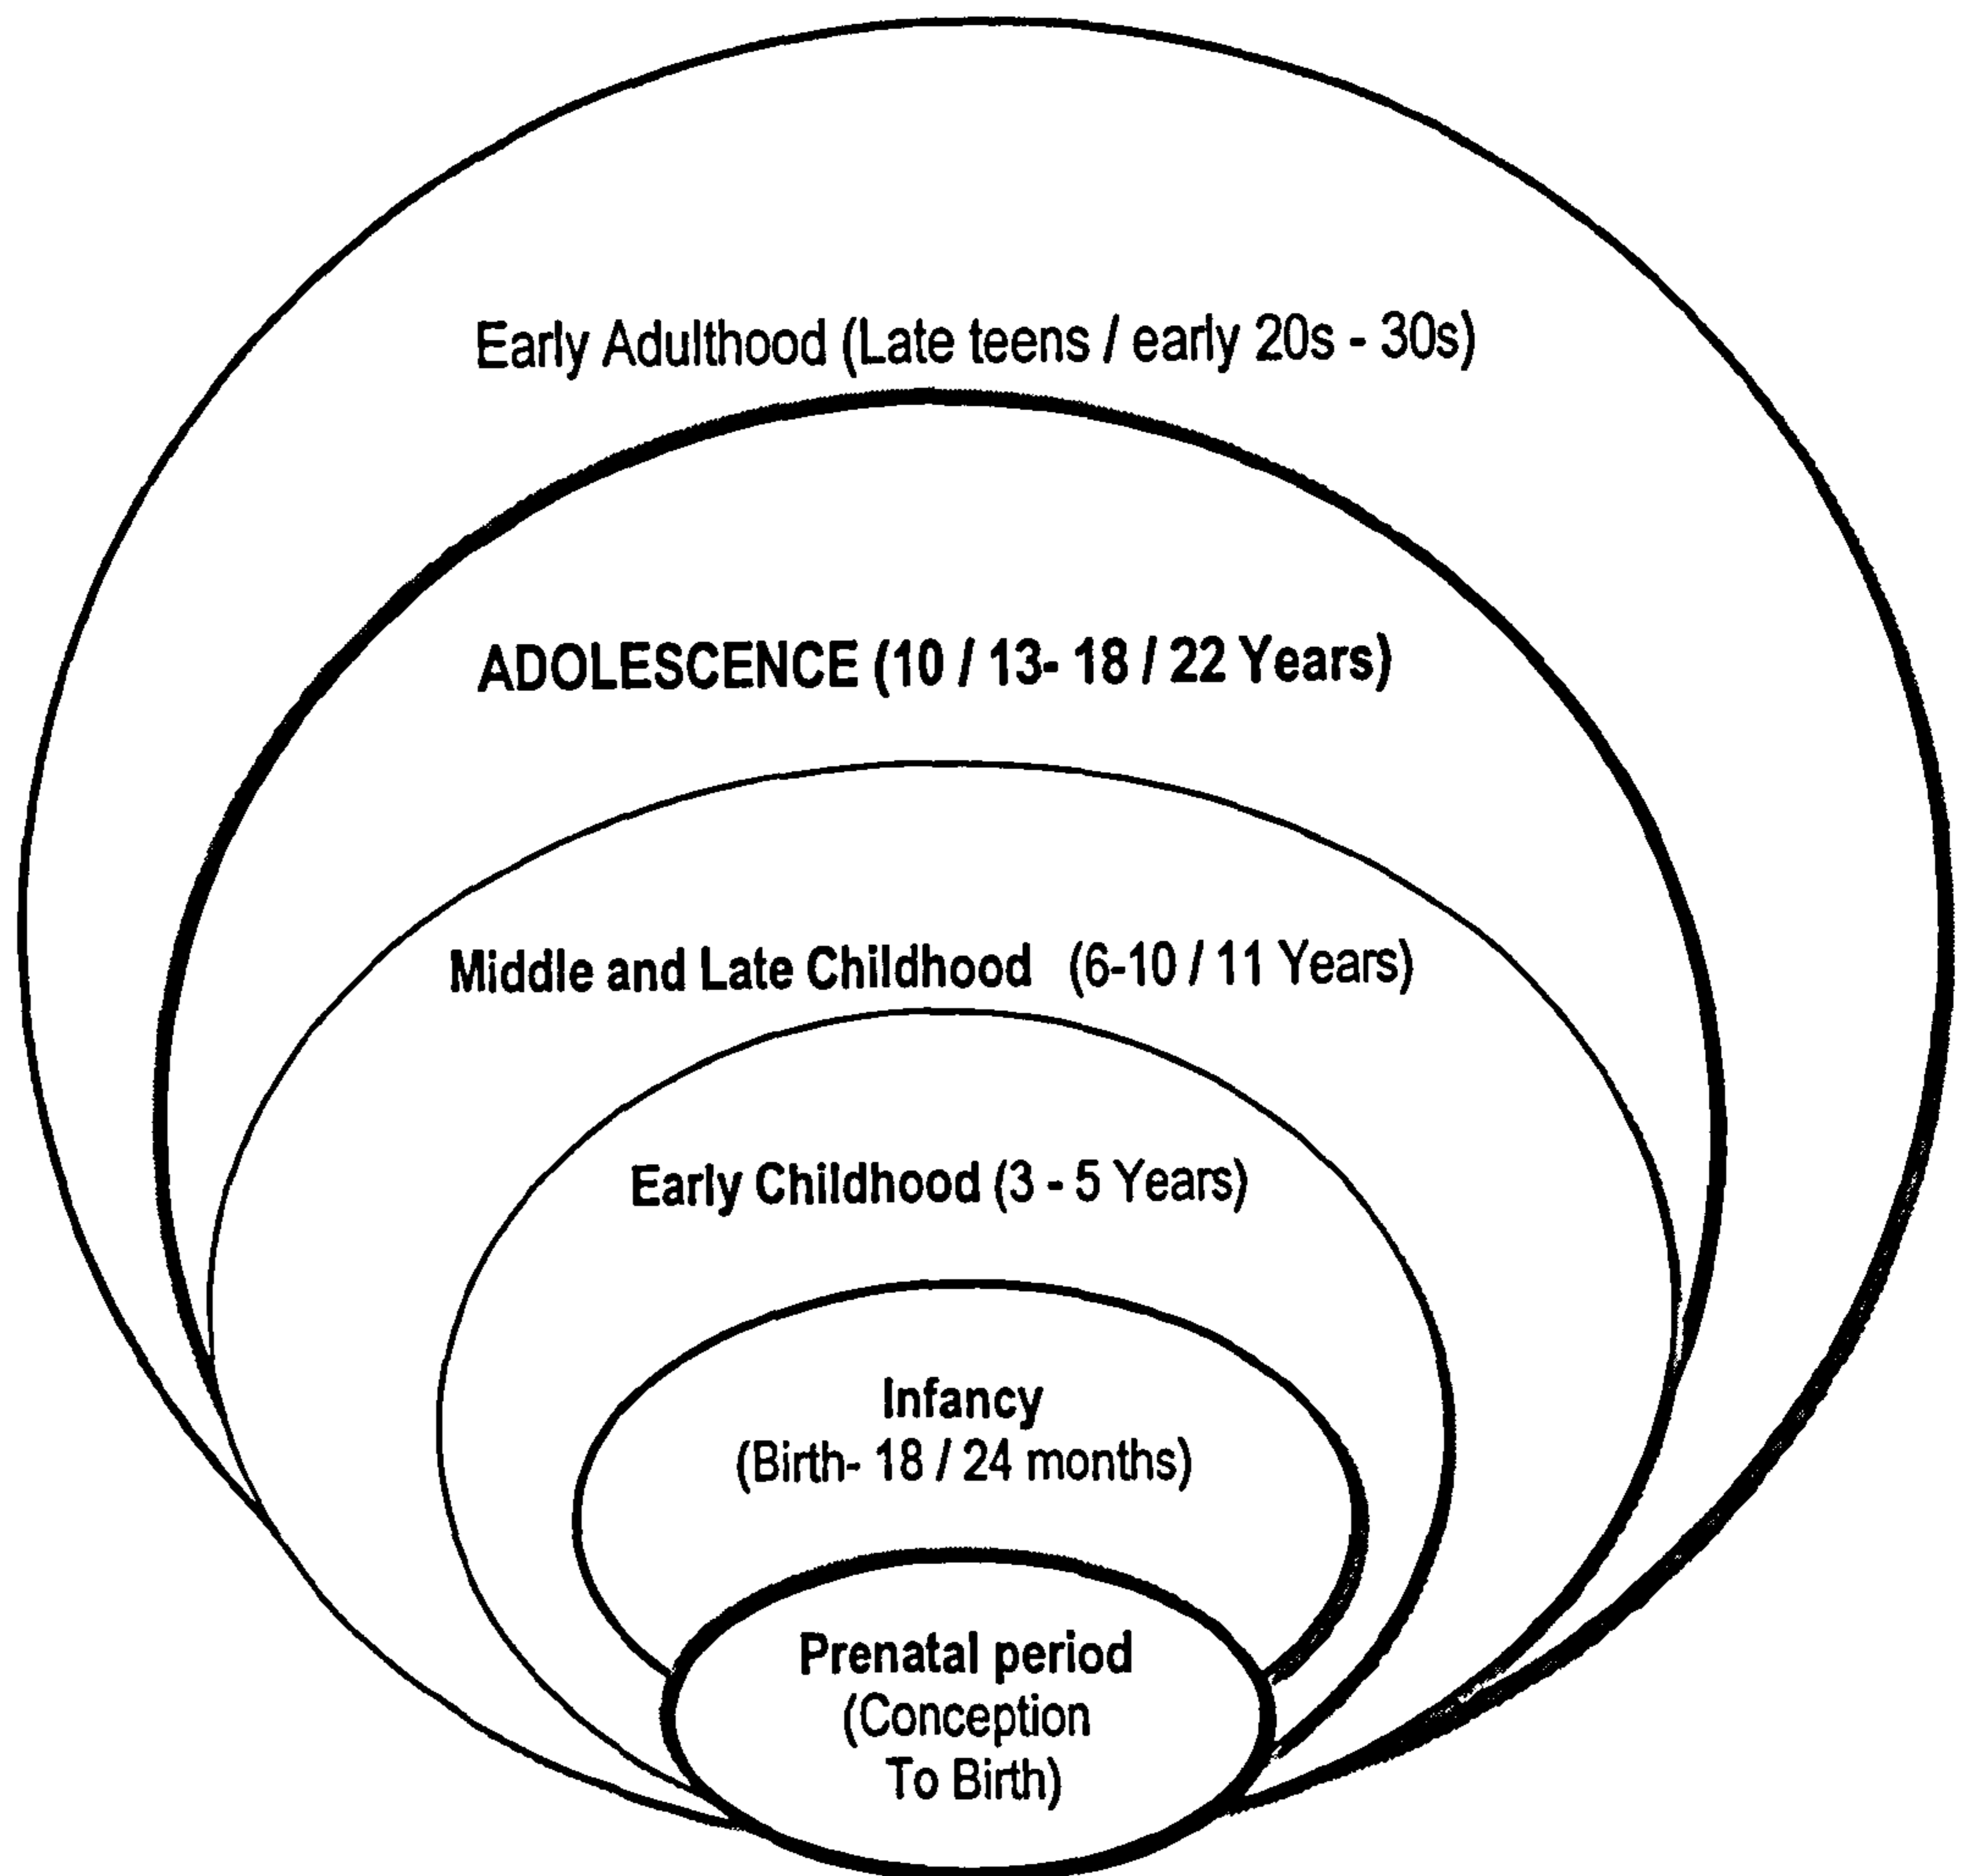 Early Adulthood (Late teens / early 20s - 30s)
ADOLESCENCE (10 / 13- 18 / 22 Years)
Middle and Late Childhood (6-10 / 11 Years)
Early Childhood (3 - 5 Years)
Infancy
(Birth- 18 / 24 months)
Prenatal period
(Conception
To Birth)